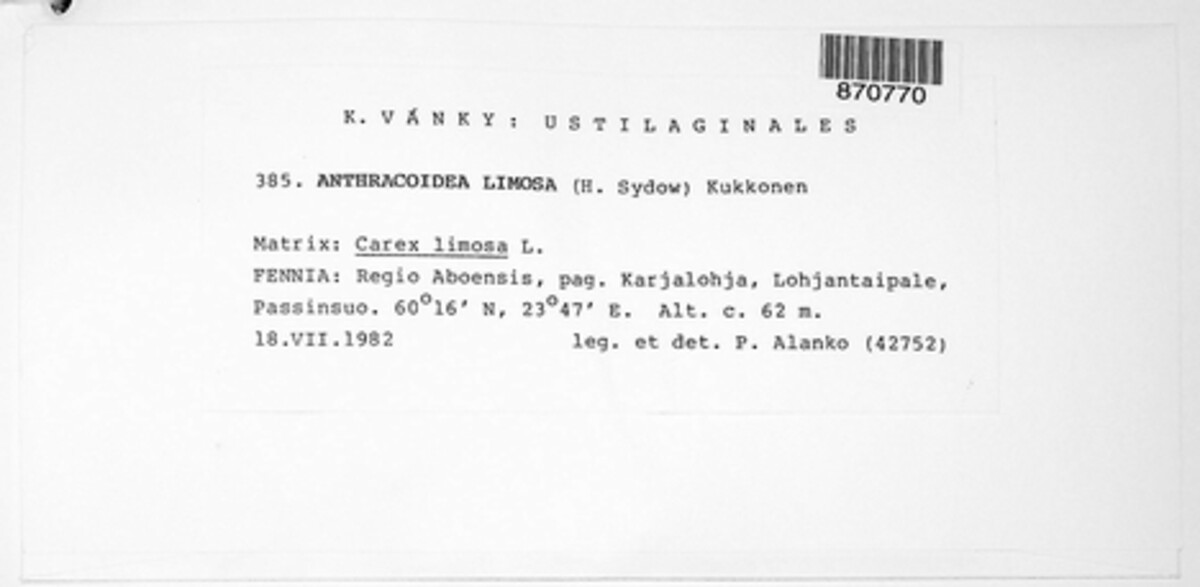 870770
K. VÁNKY: USTILAGINALES
385. ANTHRACOIDEA LIMOSA (H. Sydow) Kukkonen
Matrix: Carex limosa L.
FENNIA: Regio Aboensis, pag. Karjalohja, Lohjantaipale,
Passinsuo. 60°16' N, 23°47' E. Alt. c. 62 m.
18.VII.1982 leg. et det. P. Alanko (42752)